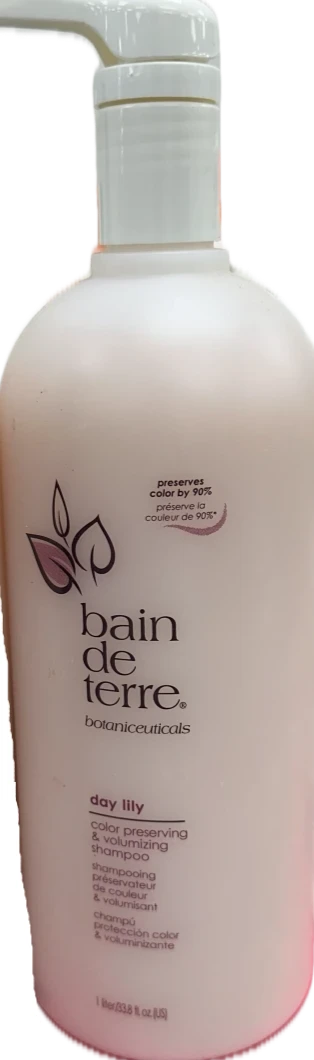 preserves
color by 90%
préserve la
couleur de 90%*
bain
de
terre®
botaniceuticals
day lily
color preserving
& volumizing
shampoo
shampooing
préservateur
de couleur
& volumisant
champú
protección color
& voluminizante
1 liter/33.8 fl. oz. (US)